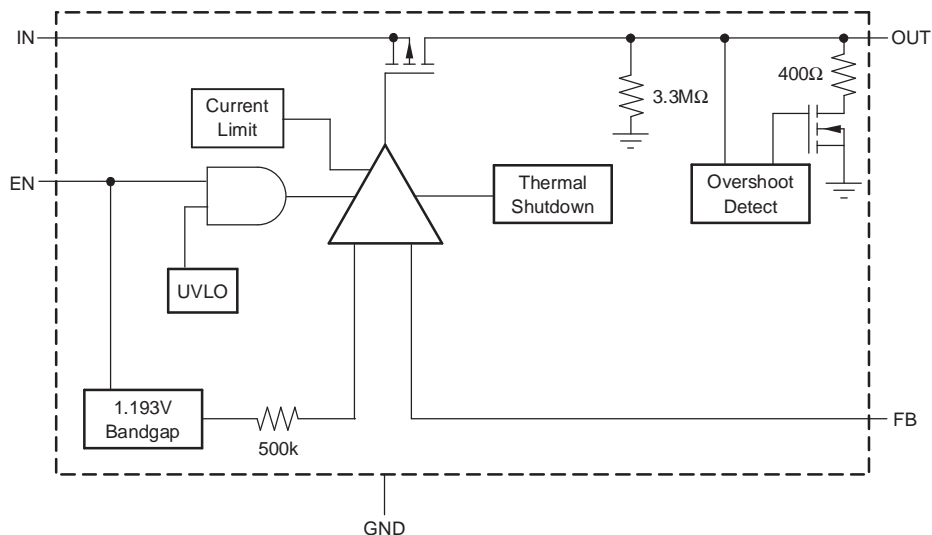 IN
OUT
400Ω
3.3MΩ
Current
Limit
EN
Thermal
Shutdown
Overshoot
Detect
UVLO
1.193V
Bandgap
500k
FB
GND